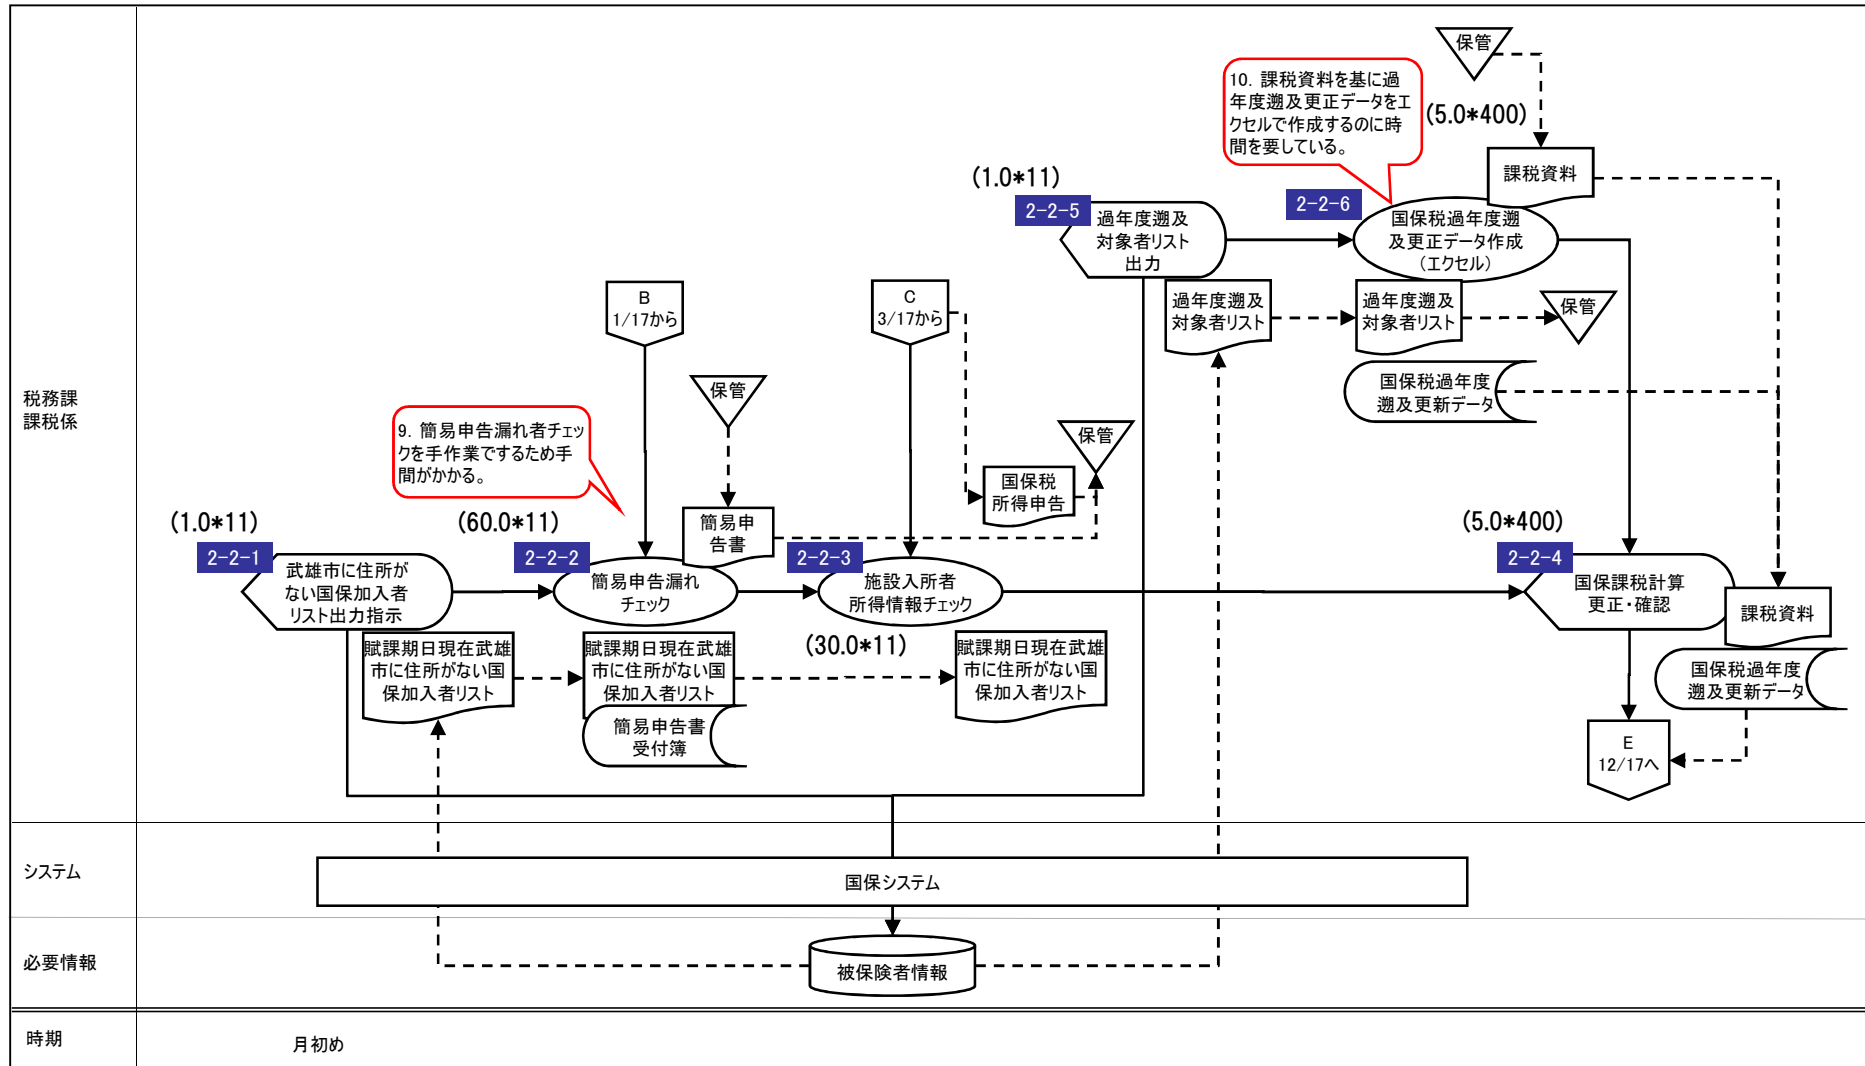 税務課
課税係
保管
10. 課税資料を基に過
年度遡及更正データをエ
クセルで作成するのに時
間を要している。
(5.0*400)
課税資料
(1.0*11)
2-2-5
過年度遡及
対象者リスト
出力
2-2-6
国保税過年度遡
及更正データ作成
(エクセル)
B
1/17から
C
3/17から
過年度遡及
対象者リスト
過年度遡及
対象者リスト
保管
国保税過年度
遡及更新データ
保管
9. 簡易申告漏れ者チェッ
クを手作業でするため手
間がかかる。
保管
国保税
所得申告
(1.0*11)
2-2-1
武雄市に住所が
ない国保加入者
リスト出力指示
(60.0*11)
2-2-2
簡易申告漏れ
チェック
簡易申
告書
2-2-3
施設入所者
所得情報チェック
(30.0*11)
(5.0*400)
2-2-4
国保課税計算
更正・確認
課税資料
賦課期日現在武雄
市に住所がない国
保加入者リスト
賦課期日現在武雄
市に住所がない国
保加入者リスト
簡易申告書
受付簿
賦課期日現在武雄
市に住所がない国
保加入者リスト
国保税過年度
遡及更新データ
E
12/17へ
システム
国保システム
必要情報
被保険者情報
時期
月初め